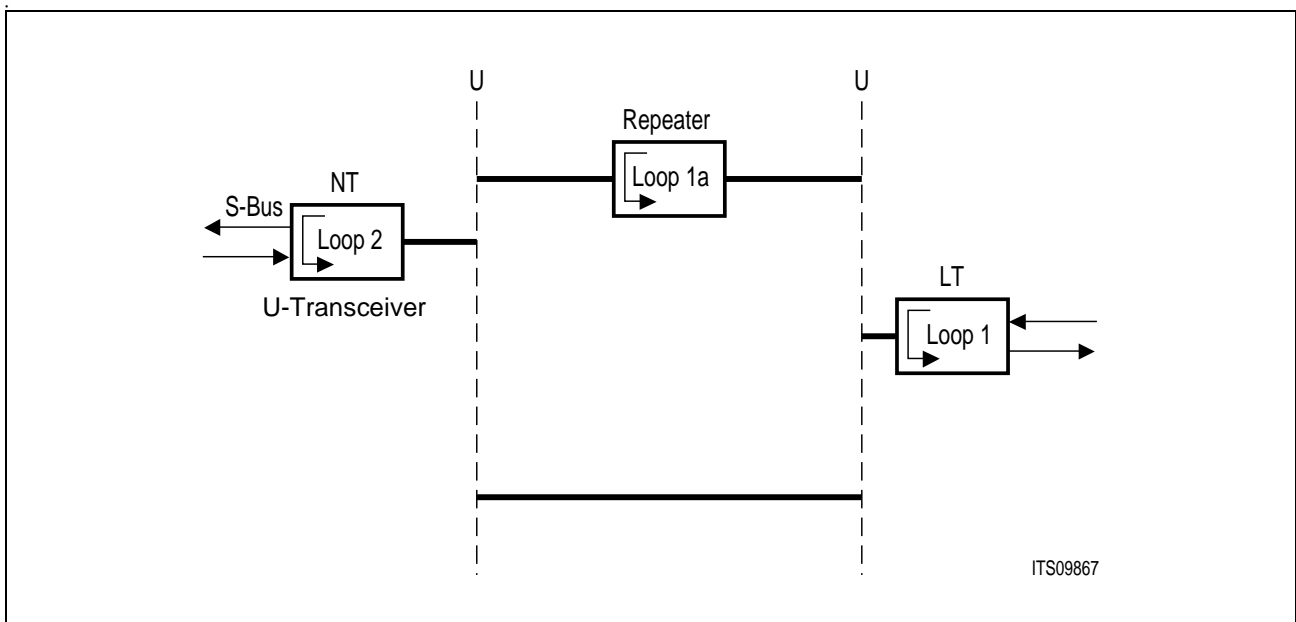 U
U
Repeater
Loop 1a
NT
S-Bus
Loop 2
U-Transceiver
LT
Loop 1
ITS09867